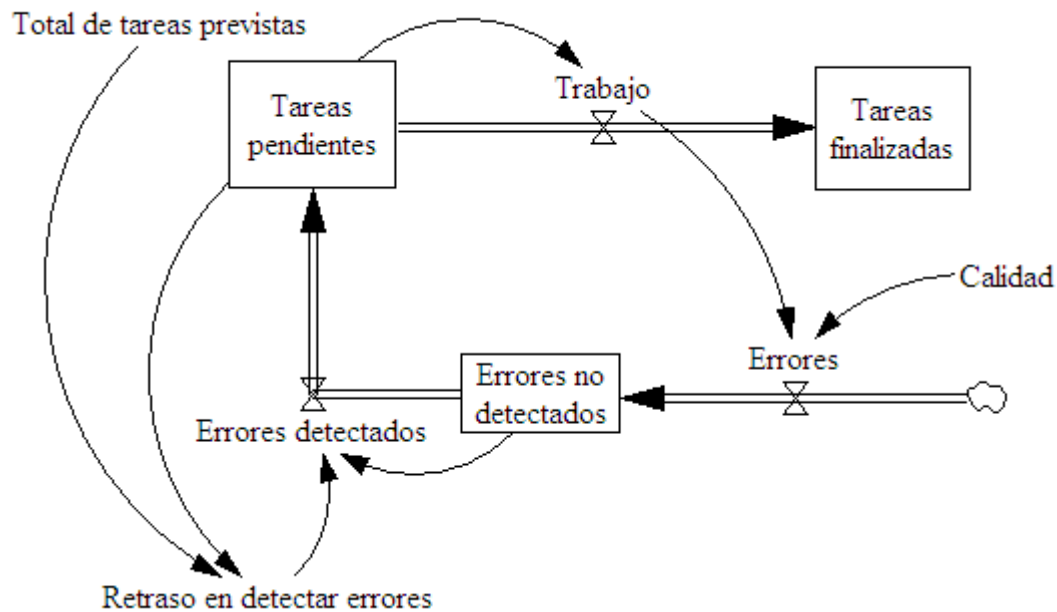 Total de tareas previstas
Tareas
pendientes
Trabajo
Tareas
finalizadas
Calidad
Errores
Errores no
detectados
Errores detectados
Retraso en detectar errores